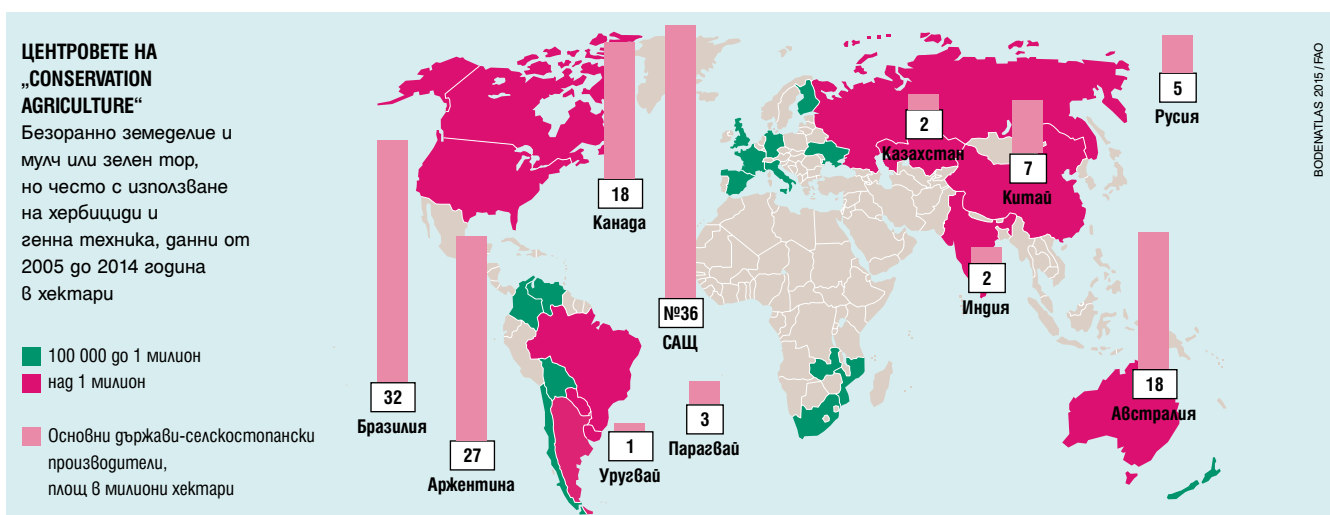 ЦЕНТРОВЕТЕ НА
„CONSERVATION
AGRICULTURE“
Безоранно земеделие и
мулч или зелен тор,
но често с използване
на хербициди и
генна техника, данни от
2005 до 2014 година
в хектари
100 000 до 1 милион
над 1 милион
Основни държави-селскостопански
производители,
площ в милиони хектари
32
Бразилия
27
Аржентина
18
Канада
1
Уругвай
№36
САЩ
3
Парагвай
2
Казахстан
7
Китай
2
Индия
5
Русия
18
Австралия
BODENATLAS 2015 / FAO